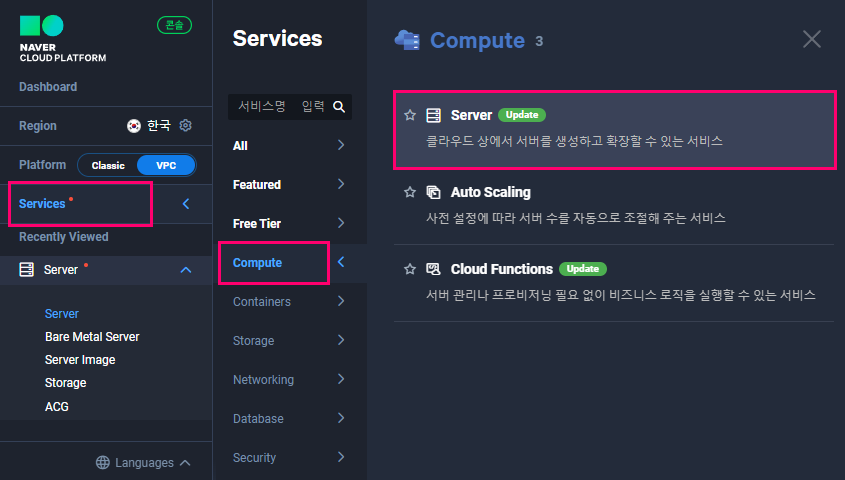 콘솔
NAVER
CLOUD PLATFORM
Dashboard
Region 한국
Platform Classic VPC
Services
Recently Viewed
Server
Server
Bare Metal Server
Server Image
Storage
ACG
Languages
Services
서비스명 입력
All
Featured
Free Tier
Compute
Containers
Storage
Networking
Database
Security
Compute 3
Server Update
클라우드 상에서 서버를 생성하고 확장할 수 있는 서비스
Auto Scaling
사전 설정에 따라 서버 수를 자동으로 조절해 주는 서비스
Cloud Functions Update
서버 관리나 프로비저닝 필요 없이 비즈니스 로직을 실행할 수 있는 서비스